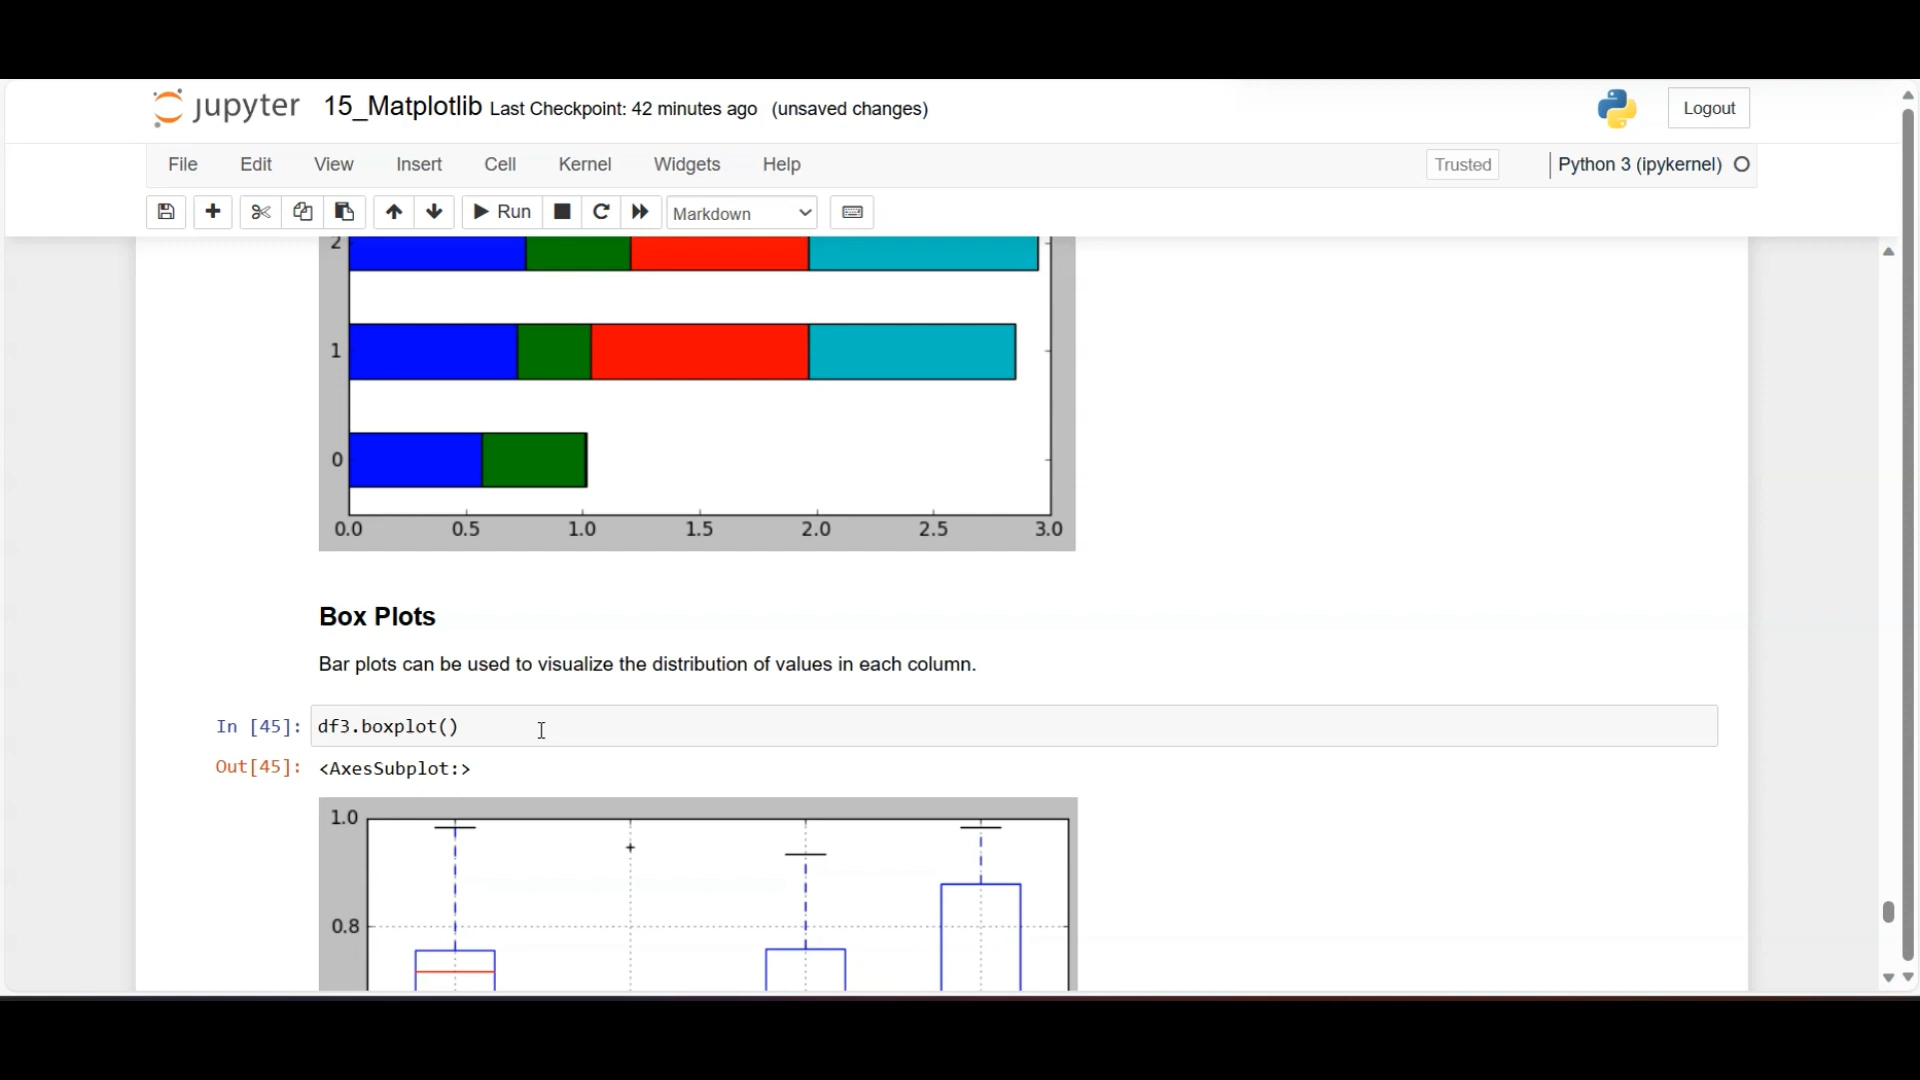 jupyter 15_Matplotlib Last Checkpoint: 42 minutes ago (unsaved changes) Logout
File Edit View Insert Cell Kernel Widgets Help Trusted Python 3 (ipykernel)
Run Markdown
2
1
0
0.0 0.5 1.0 1.5 2.0 2.5 3.0
Box Plots
Bar plots can be used to visualize the distribution of values in each column.
In [45]: df3.boxplot()
Out[45]: <AxesSubplot:>
1.0
0.8